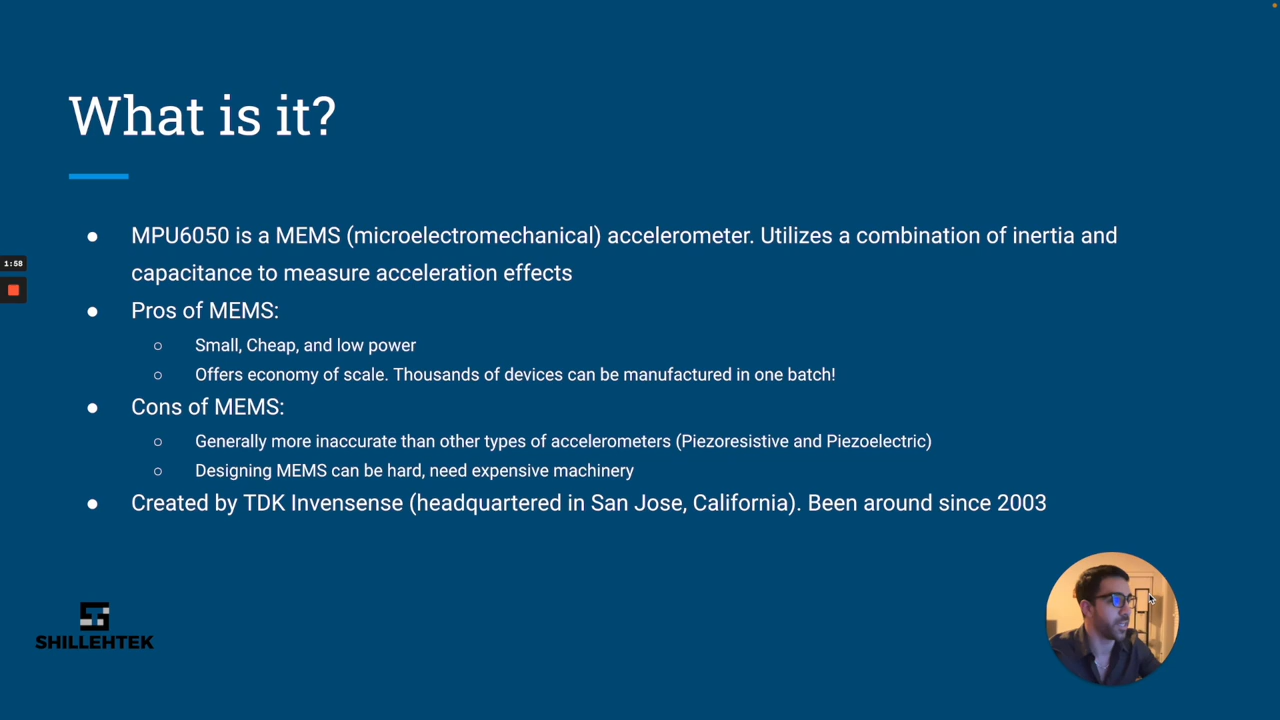 What is it?
● MPU6050 is a MEMS (microelectromechanical) accelerometer. Utilizes a combination of inertia and
capacitance to measure acceleration effects
1:58
● Pros of MEMS:
○ Small, Cheap, and low power
○ Offers economy of scale. Thousands of devices can be manufactured in one batch!
● Cons of MEMS:
○ Generally more inaccurate than other types of accelerometers (Piezoresistive and Piezoelectric)
○ Designing MEMS can be hard, need expensive machinery
● Created by TDK Invensense (headquartered in San Jose, California). Been around since 2003
SHILLEHTEK